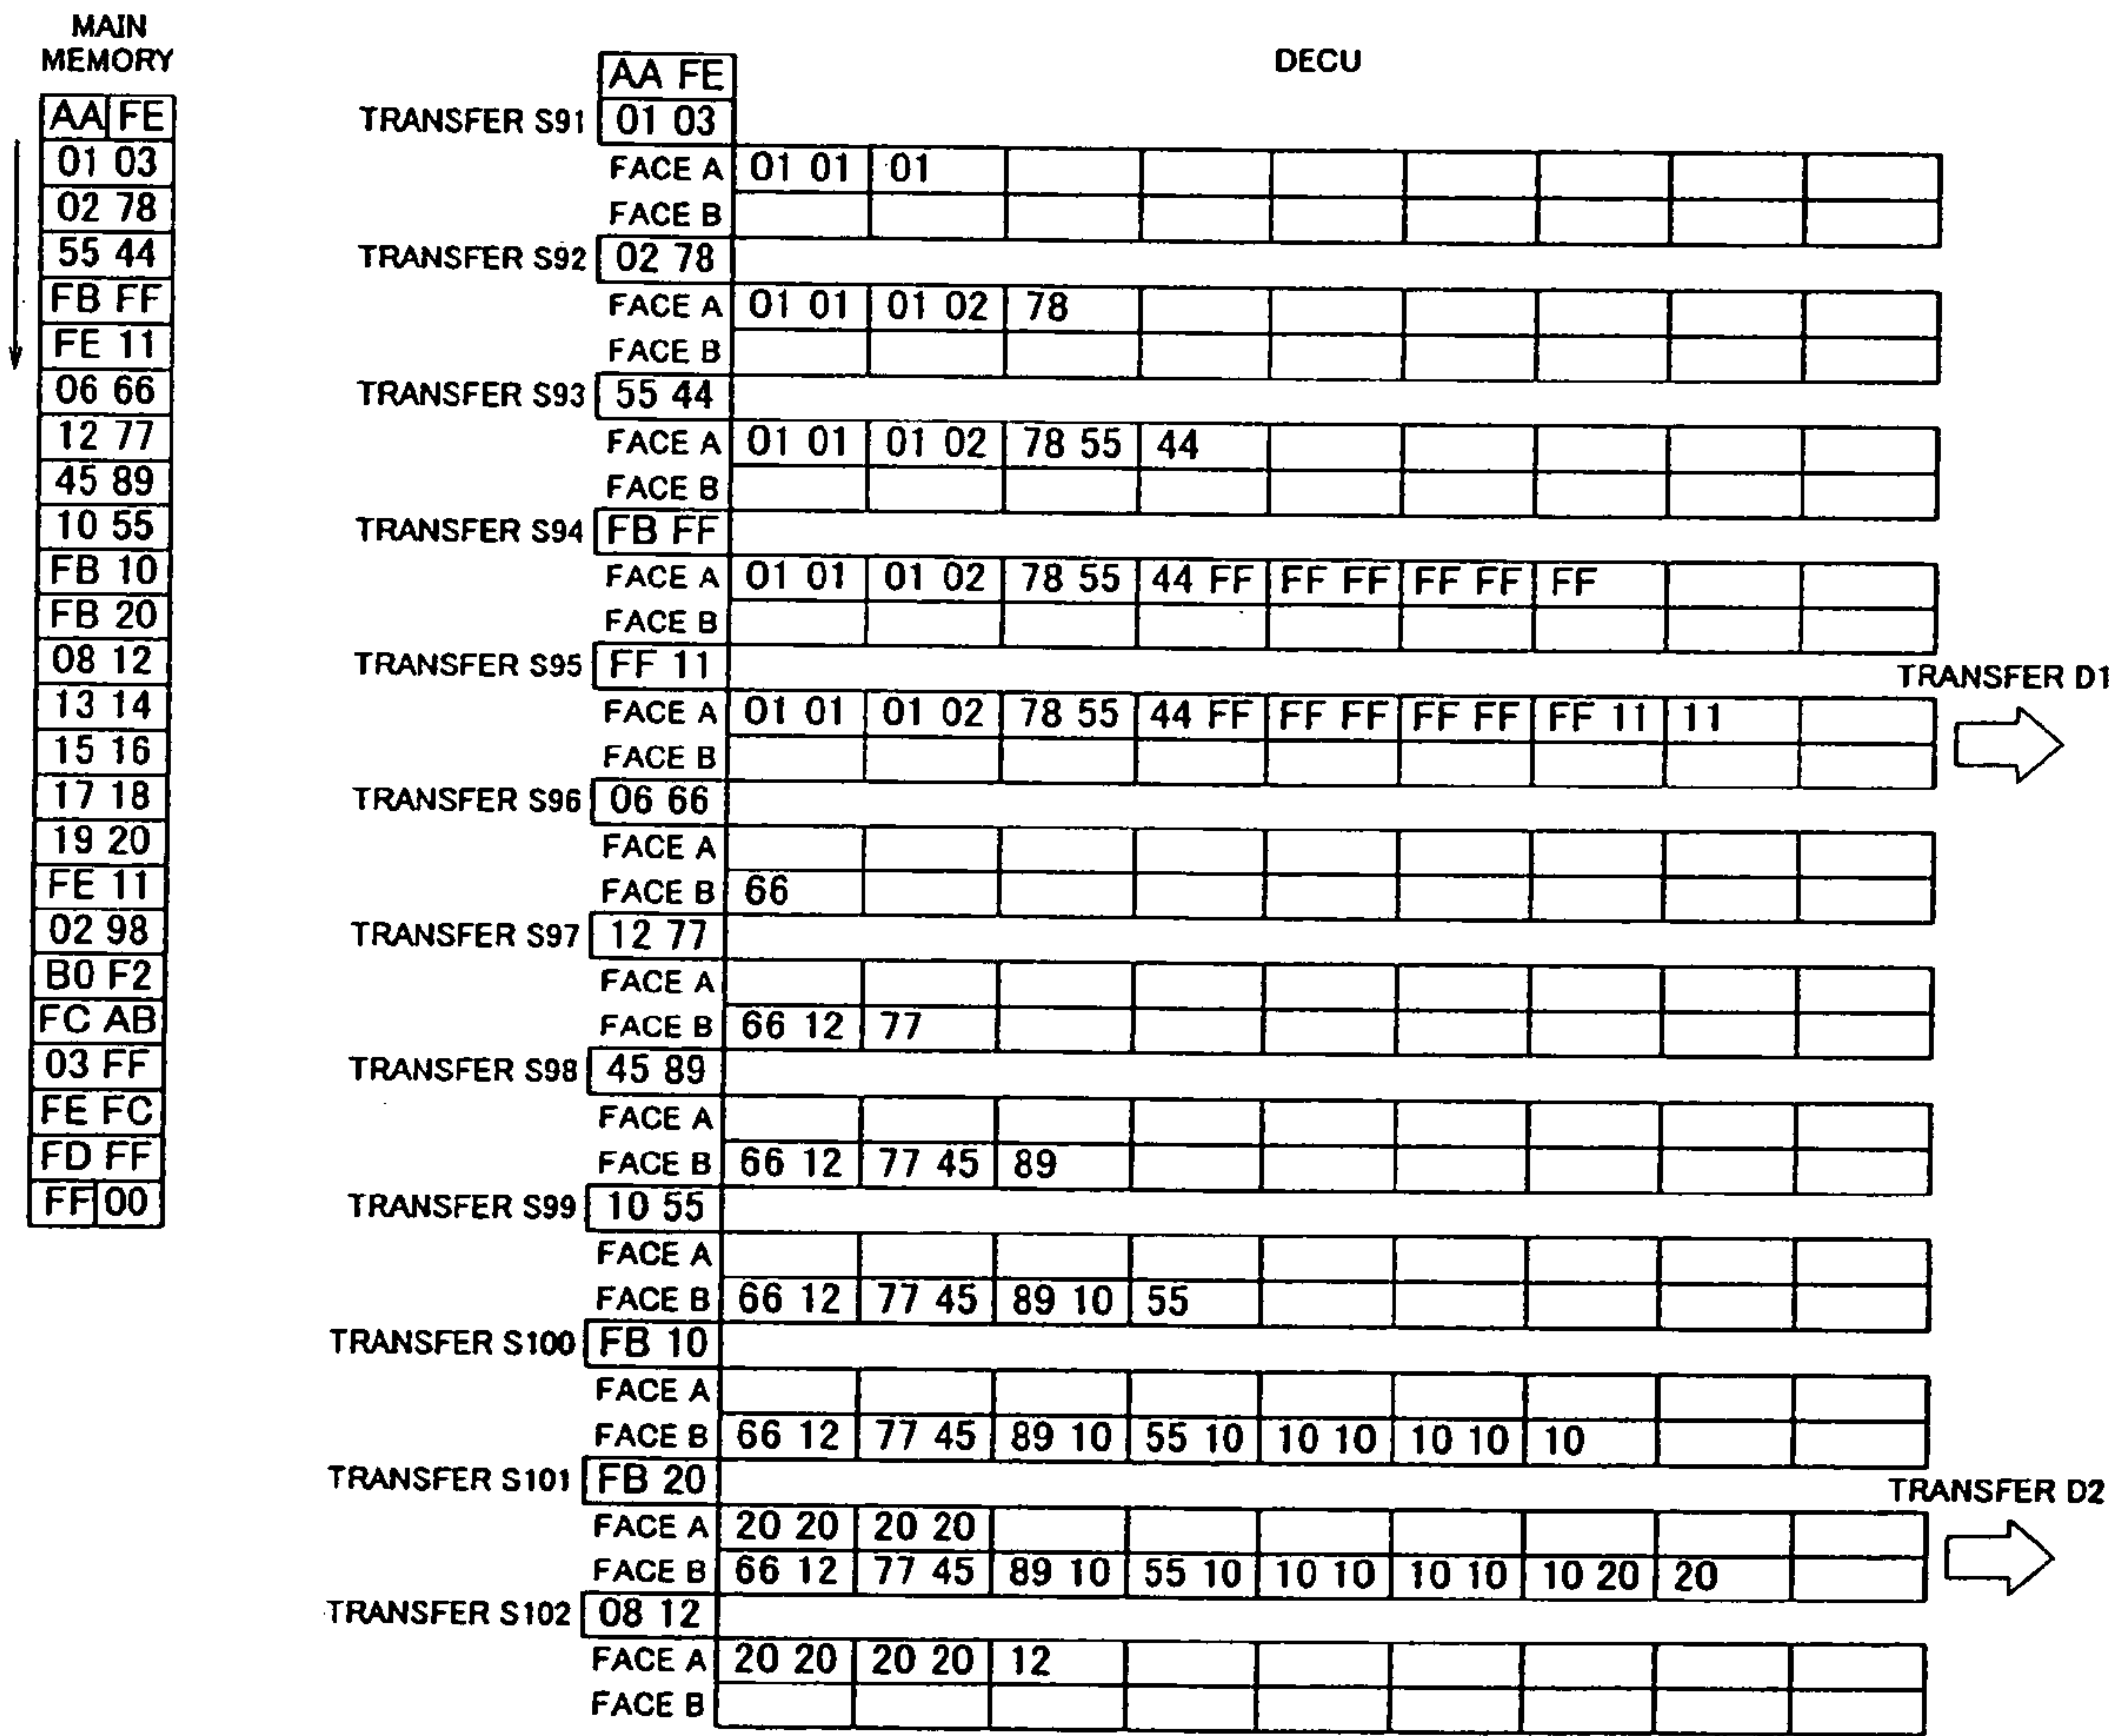 MAIN
MEMORY
AA FE
01 03
02 78
55 44
FB FF
FE 11
06 66
12 77
45 89
10 55
FB 10
FB 20
08 12
13 14
15 16
17 18
19 20
FE 11
02 98
B0 F2
FC AB
03 FF
FE FC
FD FF
FF 00
DECU
AA FE
TRANSFER S91 01 03
FACE A 01 01 01
FACE B
TRANSFER S92 02 78
FACE A 01 01 01 02 78
FACE B
TRANSFER S93 55 44
FACE A 01 01 01 02 78 55 44
FACE B
TRANSFER S94 FB FF
FACE A 01 01 01 02 78 55 44 FF FF FF FF FF FF
FACE B
TRANSFER S95 FF 11
TRANSFER D1
FACE A 01 01 01 02 78 55 44 FF FF FF FF FF FF 11 11
FACE B
TRANSFER S96 06 66
FACE A
FACE B 66
TRANSFER S97 12 77
FACE A
FACE B 66 12 77
TRANSFER S98 45 89
FACE A
FACE B 66 12 77 45 89
TRANSFER S99 10 55
FACE A
FACE B 66 12 77 45 89 10 55
TRANSFER S100 FB 10
FACE A
FACE B 66 12 77 45 89 10 55 10 10 10 10 10 10
TRANSFER S101 FB 20
TRANSFER D2
FACE A 20 20 20 20
FACE B 66 12 77 45 89 10 55 10 10 10 10 10 10 20 20
TRANSFER S102 08 12
FACE A 20 20 20 20 12
FACE B